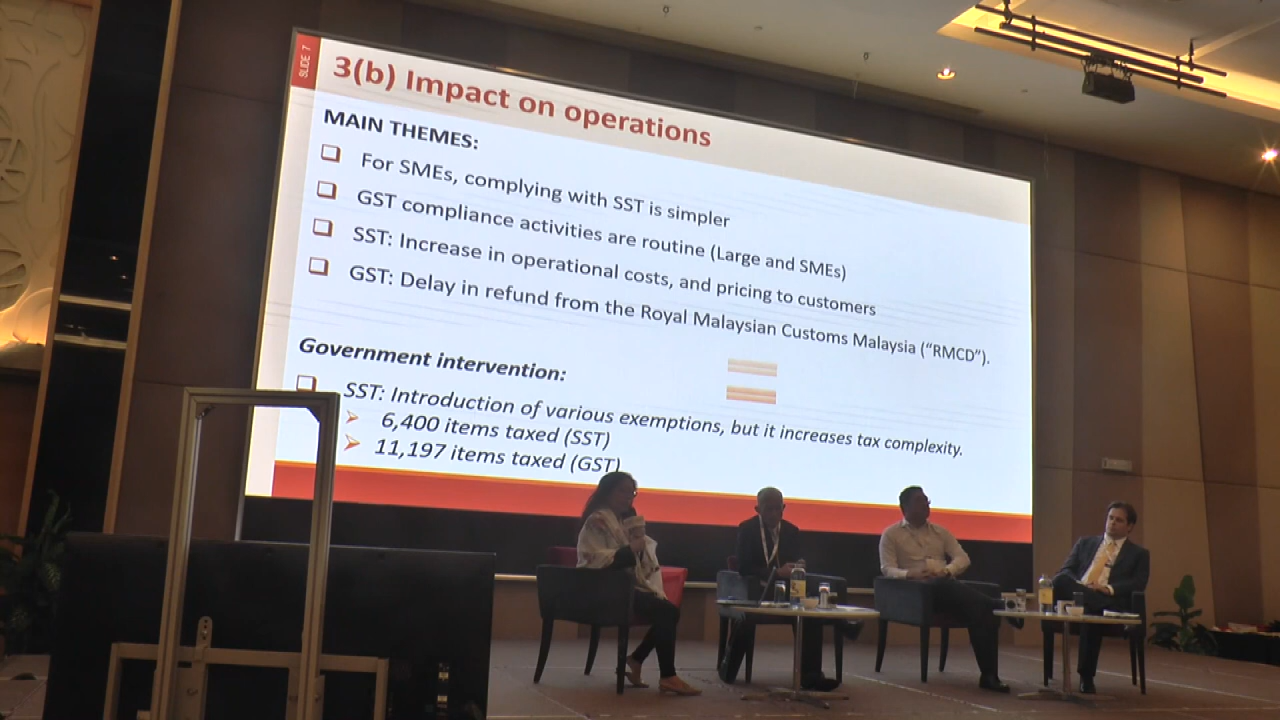 SLIDE 7
3(b) Impact on operations
MAIN THEMES:
For SMEs, complying with SST is simpler
GST compliance activities are routine (Large and SMEs)
SST: Increase in operational costs, and pricing to customers
GST: Delay in refund from the Royal Malaysian Customs Malaysia (“RMCD”).
Government intervention:
SST: Introduction of various exemptions, but it increases tax complexity.
6,400 items taxed (SST)
11,197 items taxed (GST)